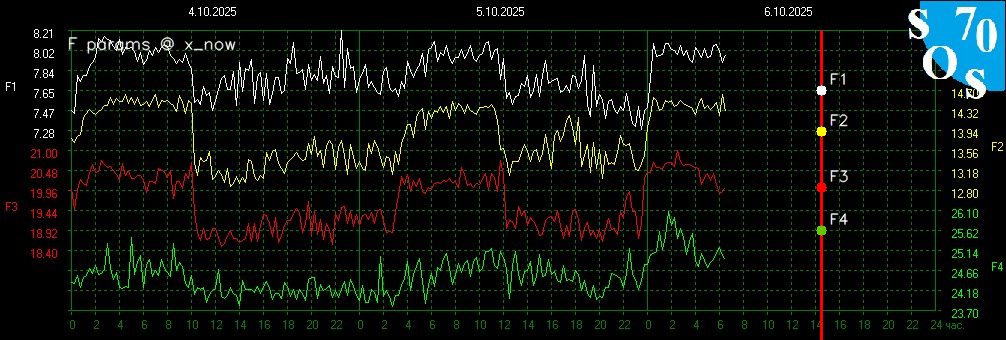 4.10.2025 5.10.2025 6.10.2025
SOS 70
F params @ x_now
8.21
8.02
7.84
7.65
7.47
7.28
F1
21.00
20.48
19.96
19.44
18.92
18.40
F3
14.70
14.32
13.94
13.56
13.18
12.80
F2
26.10
25.62
25.14
24.66
24.18
23.70
F4
F1
F2
F3
F4
0 2 4 6 8 10 12 14 16 18 20 22 0 2 4 6 8 10 12 14 16 18 20 22 0 2 4 6 8 10 12 14 16 18 20 22 24 час.